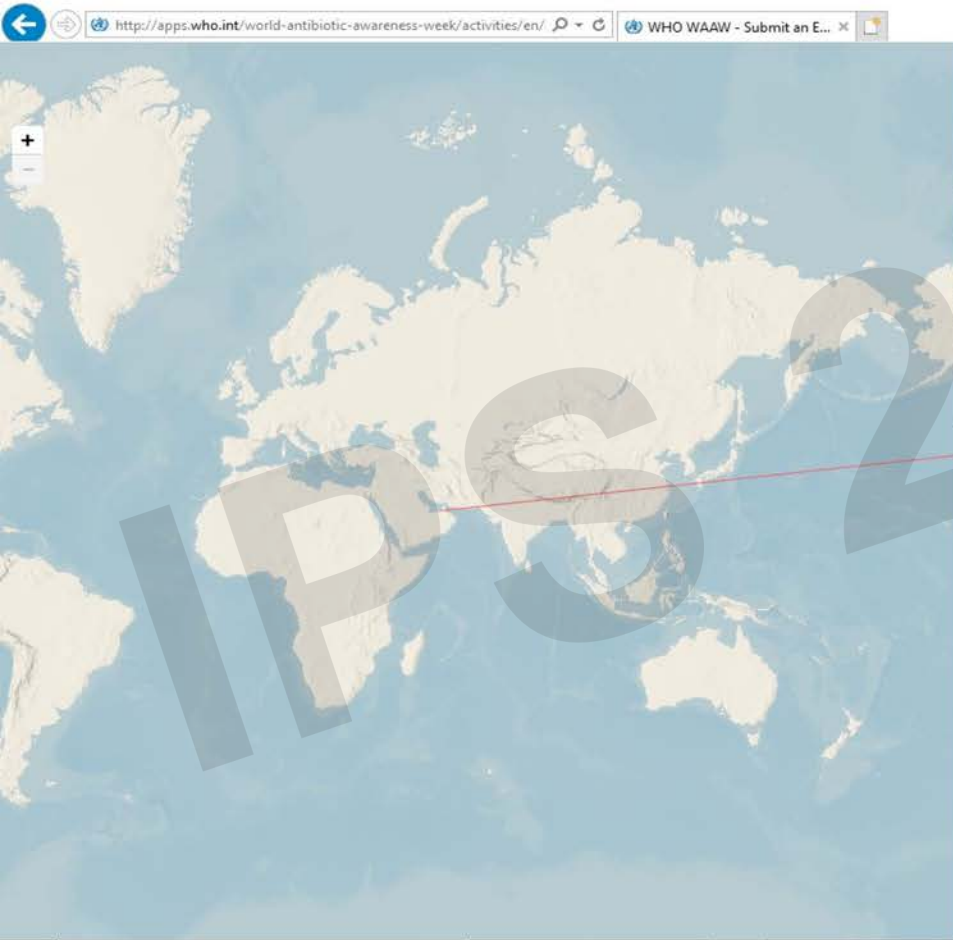 http://apps.who.int/world-antibiotic-awareness-week/activities/en/
WHO WAAW - Submit an E...
+
−
IPS 2